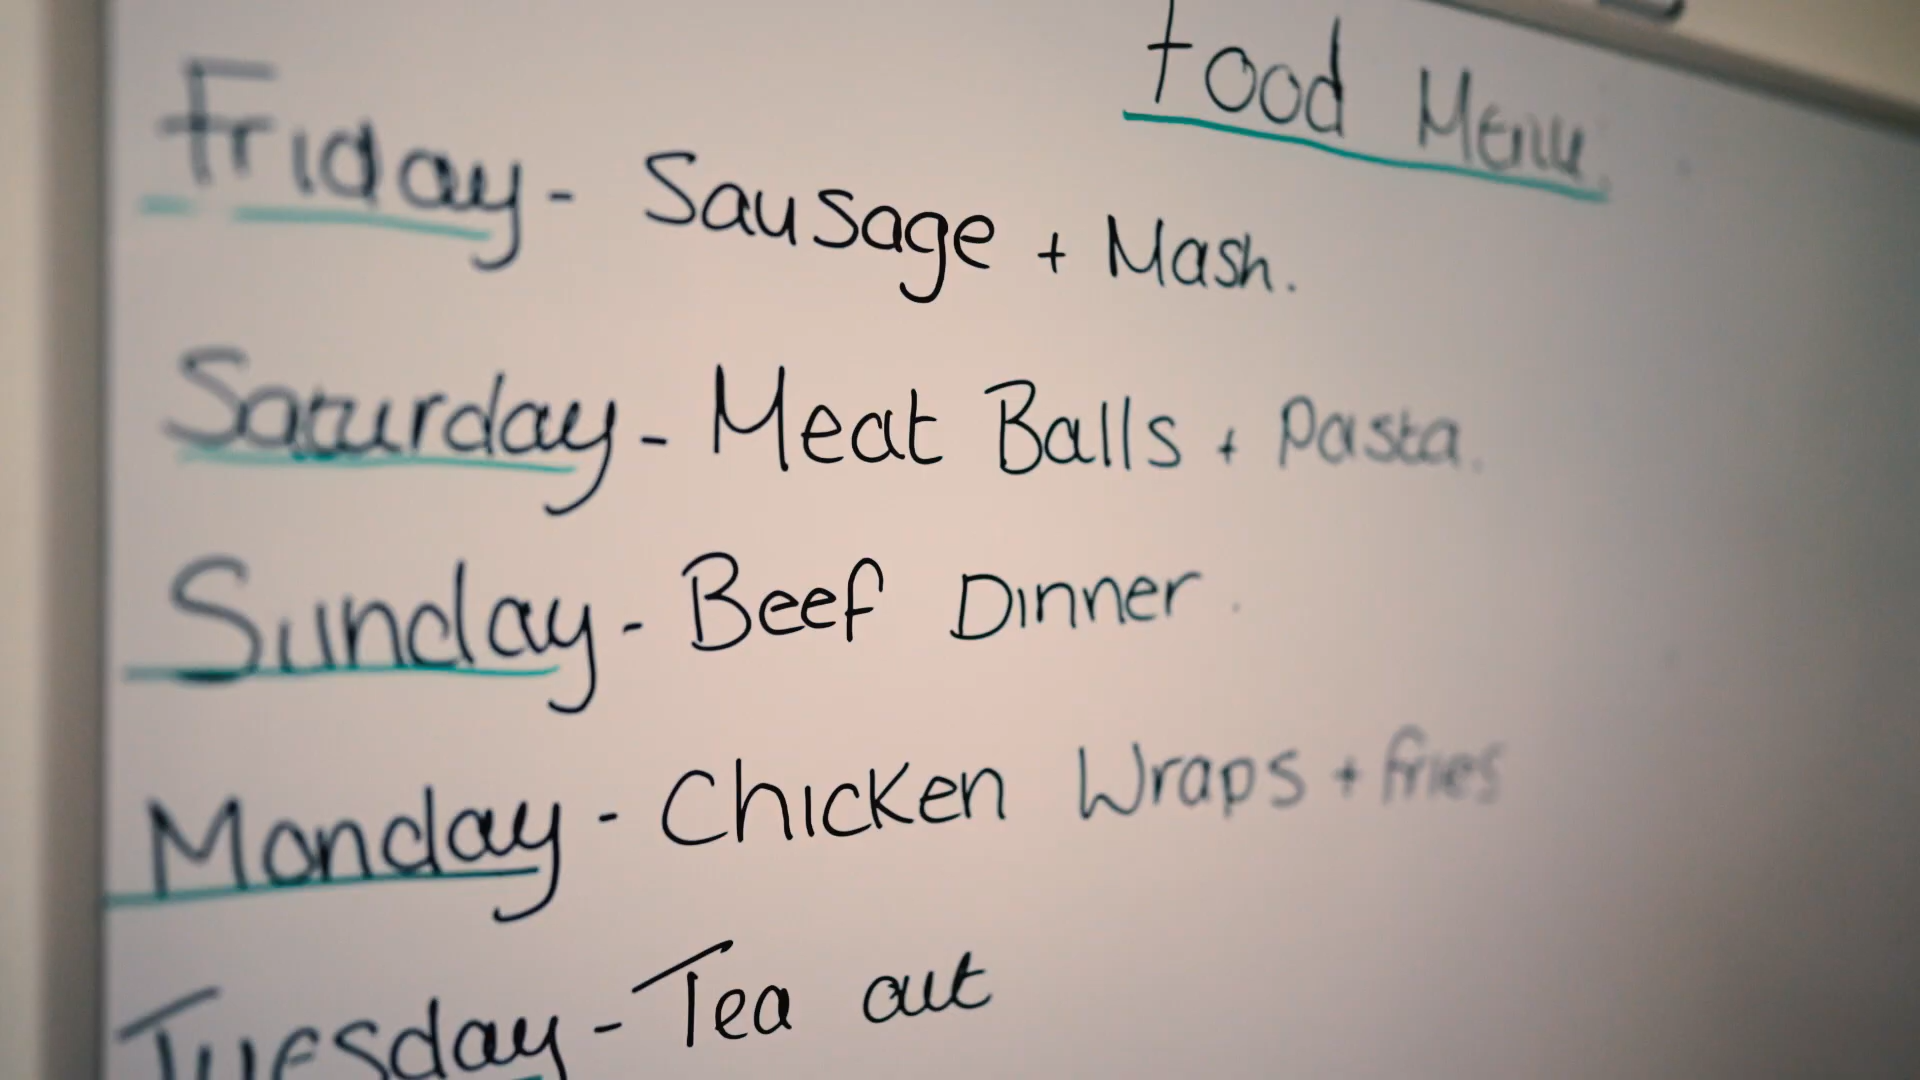 Food Menu.
Friday - Sausage + Mash.
Saturday - Meat Balls + Pasta.
Sunday - Beef Dinner.
Monday - Chicken Wraps + fries
Tuesday - Tea out